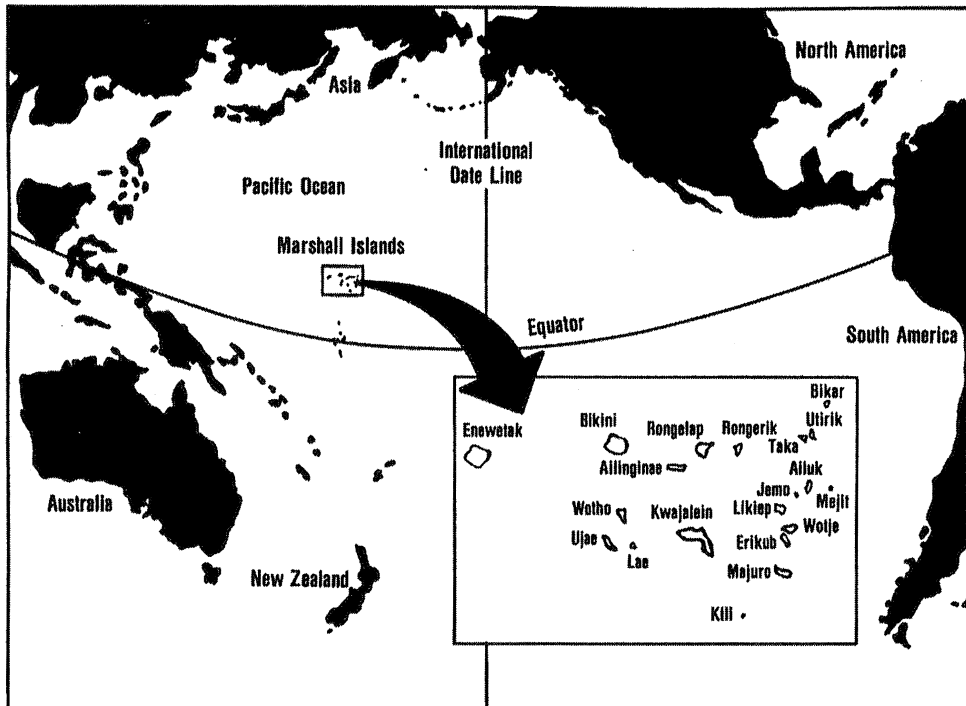 North America
Asia
International
Date Line
Pacific Ocean
Marshall Islands
Equator
South America
Bikar
Bikini
Rongelap
Rongerik
Utirik
Enewetak
Taka
Ailinginae
Ailuk
Jemo
Mejit
Australia
Wotho
Kwajalein
Likiep
Wotje
Ujae
Lae
Erikub
New Zealand
Majuro
Kili